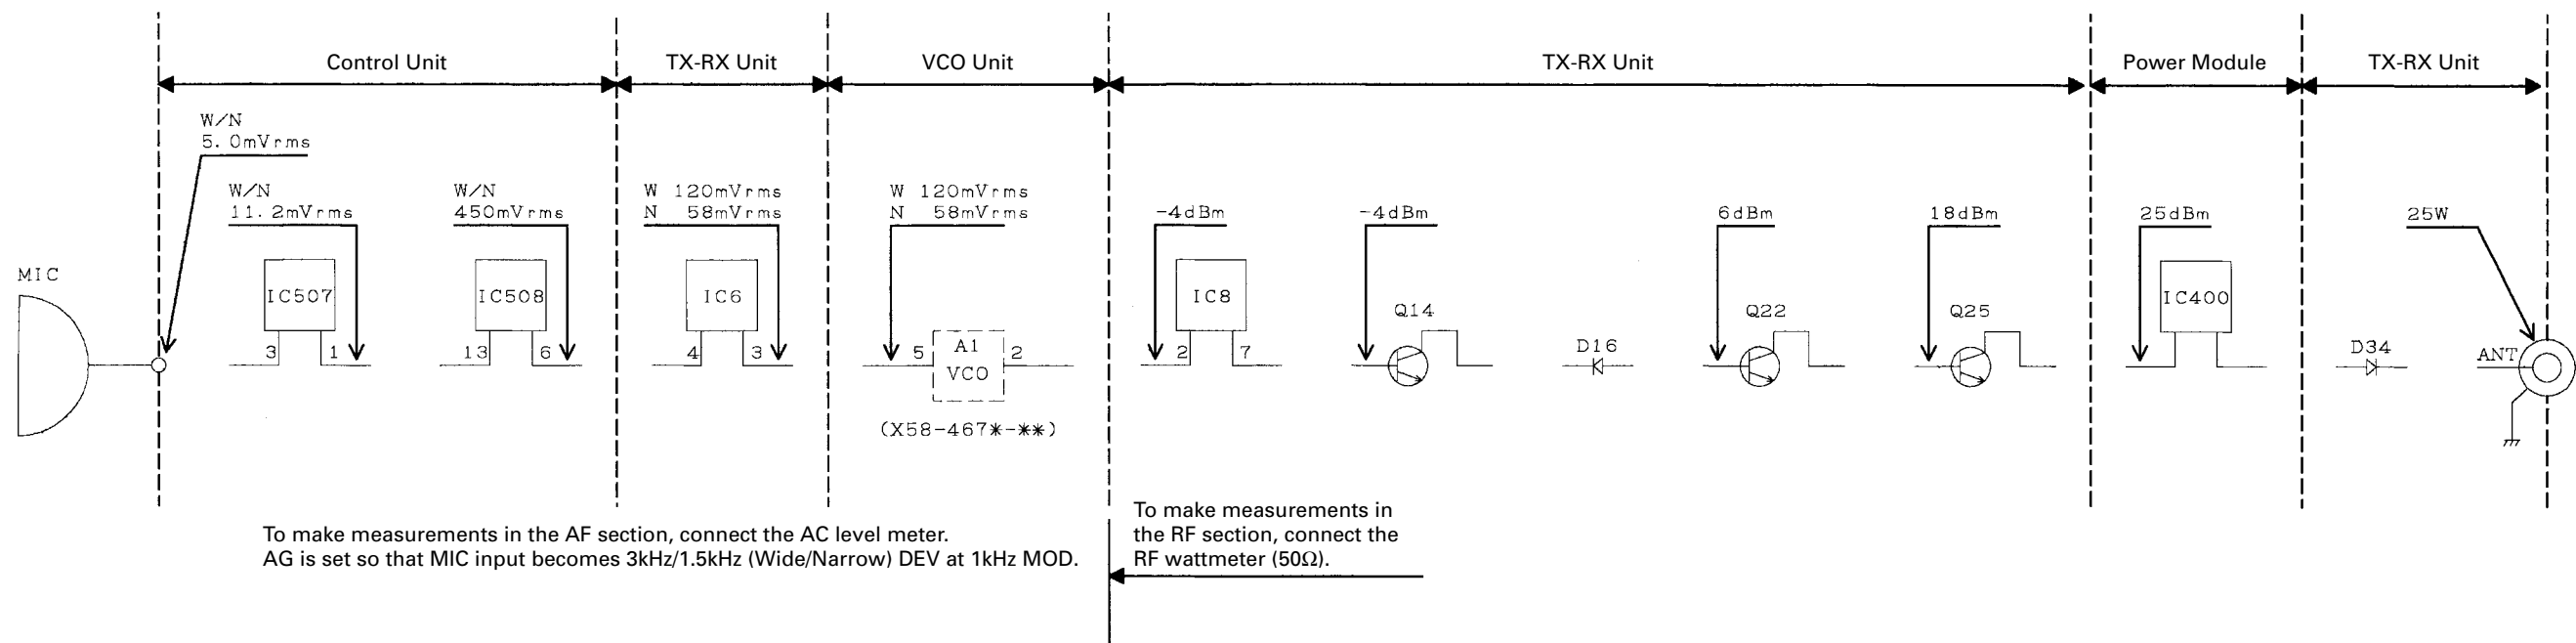 Control Unit
TX-RX Unit
VCO Unit
TX-RX Unit
Power Module
TX-RX Unit
W/N
5.0mVrms
W/N
11.2mVrms
W/N
450mVrms
W 120mVrms
N 58mVrms
W 120mVrms
N 58mVrms
-4dBm
-4dBm
6dBm
18dBm
25dBm
25W
MIC
IC507
3
1
IC508
13
6
IC6
4
3
5
A1
VCO
2
(X58-467*-**)
IC8
2
7
Q14
D16
Q22
Q25
IC400
D34
ANT
To make measurements in the AF section, connect the AC level meter.
AG is set so that MIC input becomes 3kHz/1.5kHz (Wide/Narrow) DEV at 1kHz MOD.
To make measurements in
the RF section, connect the
RF wattmeter (50Ω).